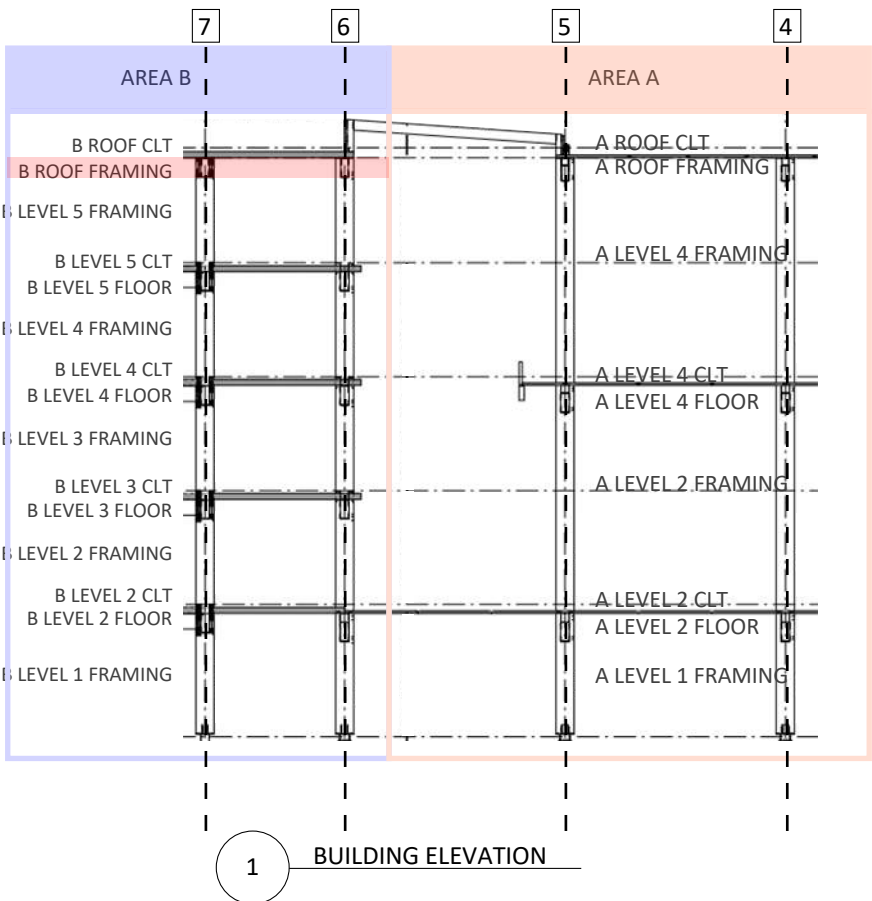 7
6
5
4
AREA B
AREA A
B ROOF CLT
B ROOF FRAMING
B LEVEL 5 FRAMING
B LEVEL 5 CLT
B LEVEL 5 FLOOR
B LEVEL 4 FRAMING
B LEVEL 4 CLT
B LEVEL 4 FLOOR
B LEVEL 3 FRAMING
B LEVEL 3 CLT
B LEVEL 3 FLOOR
B LEVEL 2 FRAMING
B LEVEL 2 CLT
B LEVEL 2 FLOOR
B LEVEL 1 FRAMING
A ROOF CLT
A ROOF FRAMING
A LEVEL 4 FRAMING
A LEVEL 4 CLT
A LEVEL 4 FLOOR
A LEVEL 2 FRAMING
A LEVEL 2 CLT
A LEVEL 2 FLOOR
A LEVEL 1 FRAMING
1
BUILDING ELEVATION